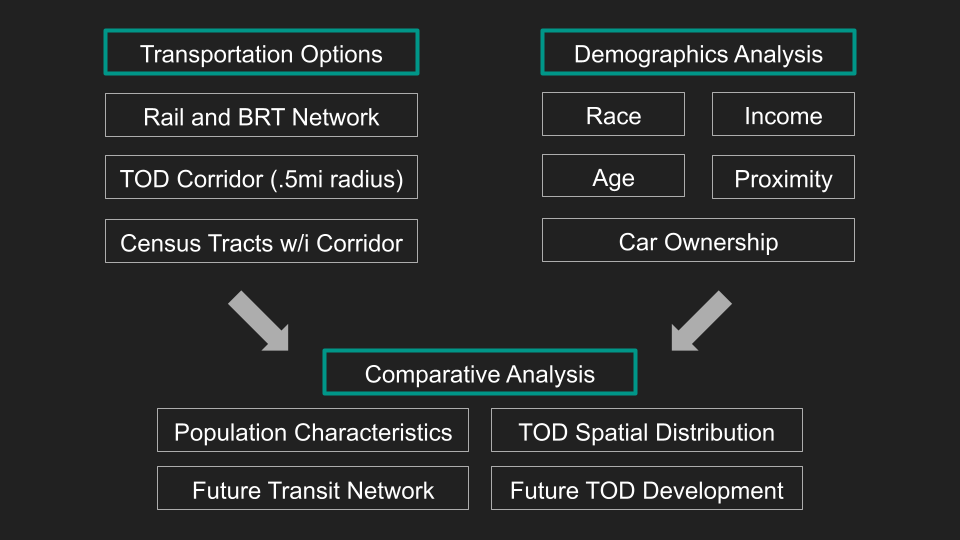 Transportation Options
Rail and BRT Network
TOD Corridor (.5mi radius)
Census Tracts w/i Corridor
Demographics Analysis
Race
Income
Age
Proximity
Car Ownership
Comparative Analysis
Population Characteristics
TOD Spatial Distribution
Future Transit Network
Future TOD Development